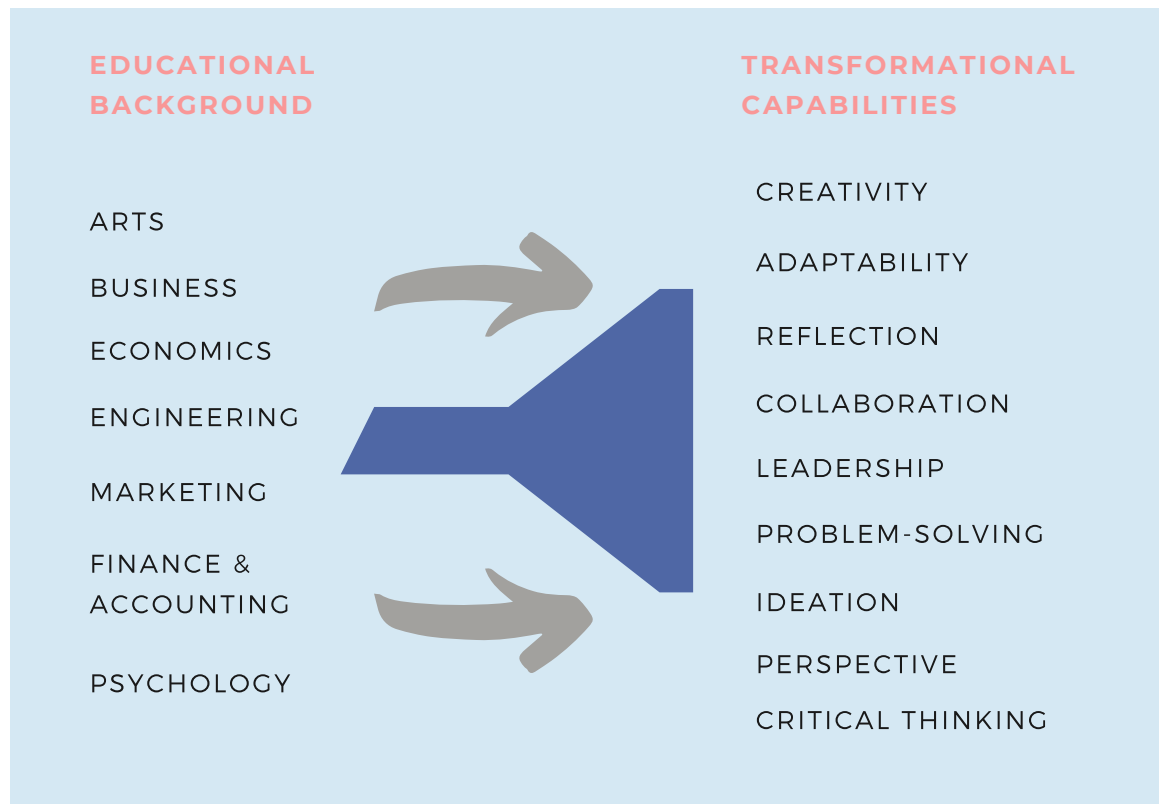 EDUCATIONAL
BACKGROUND
ARTS
BUSINESS
ECONOMICS
ENGINEERING
MARKETING
FINANCE &
ACCOUNTING
PSYCHOLOGY
TRANSFORMATIONAL
CAPABILITIES
CREATIVITY
ADAPTABILITY
REFLECTION
COLLABORATION
LEADERSHIP
PROBLEM-SOLVING
IDEATION
PERSPECTIVE
CRITICAL THINKING